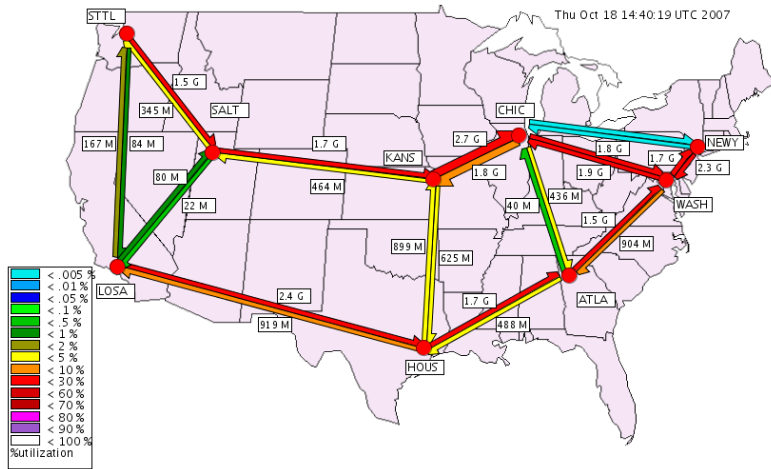 Thu Oct 18 14:40:19 UTC 2007
STTL
1.5 G
345 M
SALT
167 M
84 M
80 M
22 M
1.7 G
464 M
KANS
CHIC
2.7 G
1.8 G
1.8 G
1.9 G
NEWY
1.7 G
2.3 G
WASH
40 M
436 M
1.5 G
904 M
899 M
625 M
ATLA
1.7 G
488 M
HOUS
2.4 G
919 M
LOSA
< .005 %
< .01 %
< .05 %
< .1 %
< .5 %
< 1 %
< 2 %
< 5 %
< 10 %
< 30 %
< 60 %
< 70 %
< 80 %
< 90 %
< 100 %
%utilization